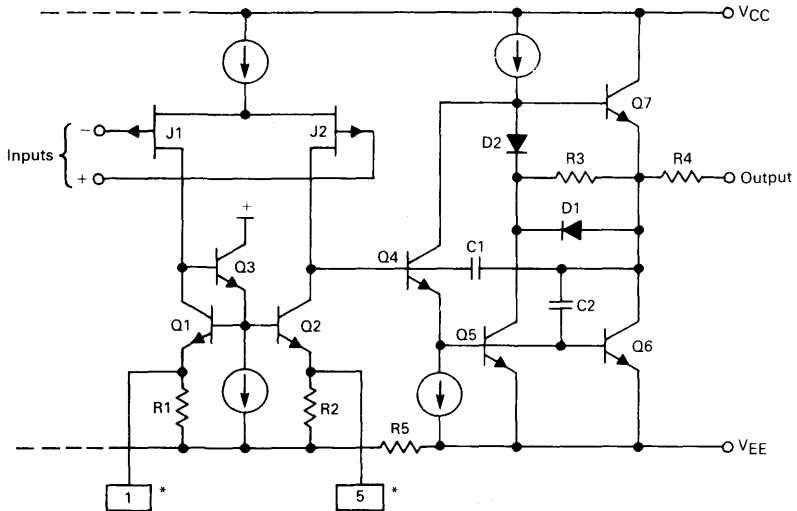 VCC
Q7
J1
J2
−
Inputs
+
D2
R3
R4
Output
+
D1
Q3
Q4
C1
C2
Q1
Q2
Q5
Q6
R1
R2
R5
VEE
1 *
5 *